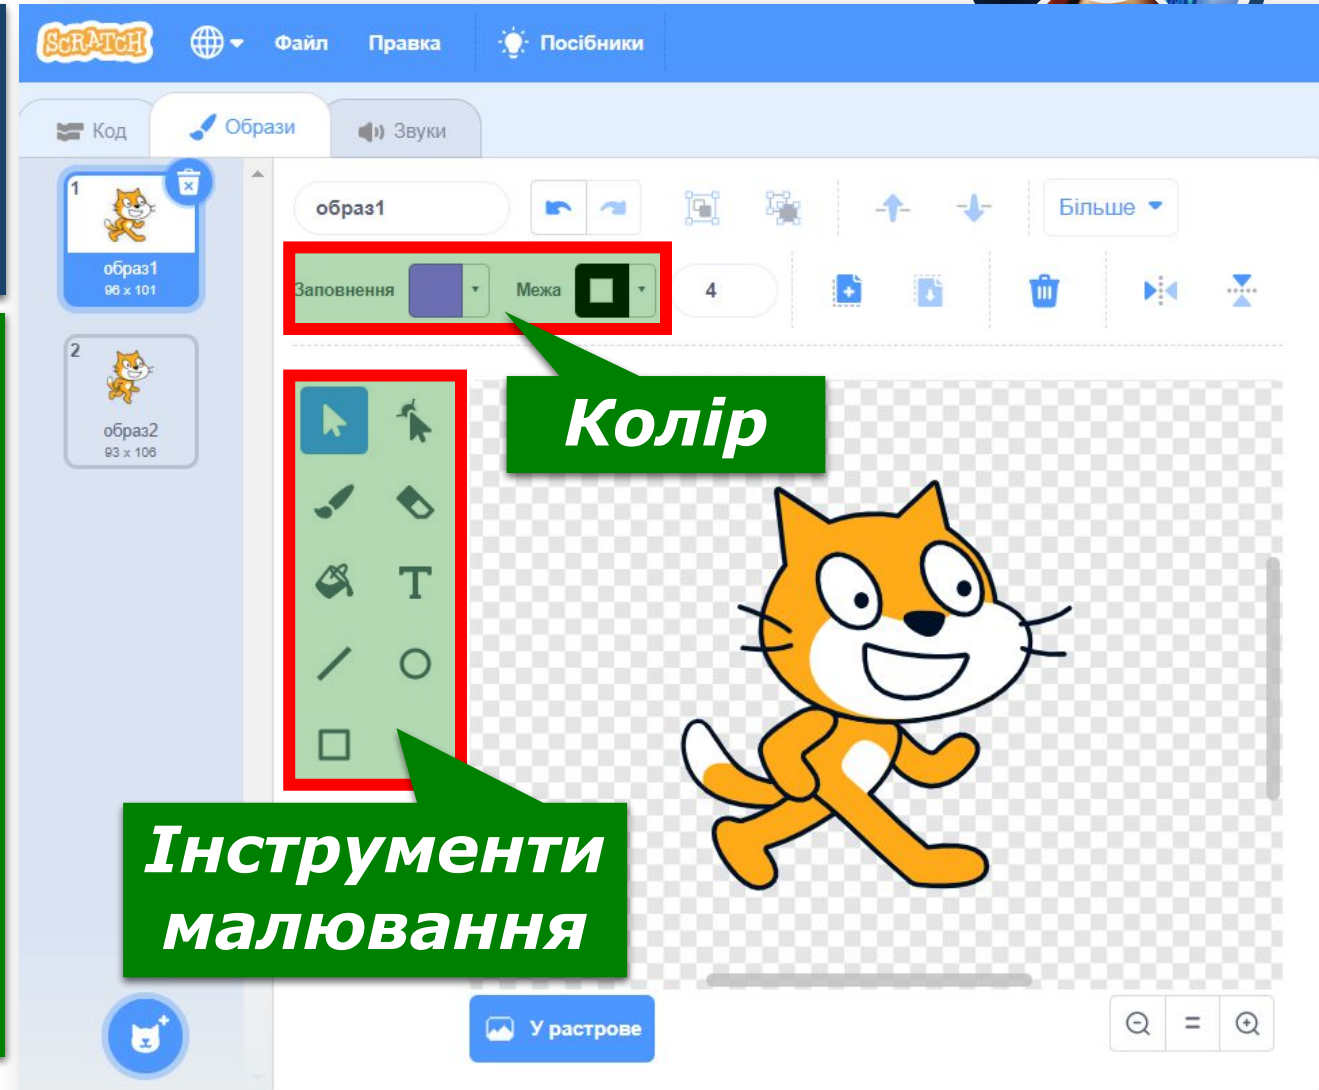 SCRATCH Файл Правка Посібники
Код Образи Звуки
1
образ1
96 x 101
2
образ2
93 x 106
образ1 Більше
Заповнення Межа 4
Колір
T
Інструменти
малювання
У растрове =